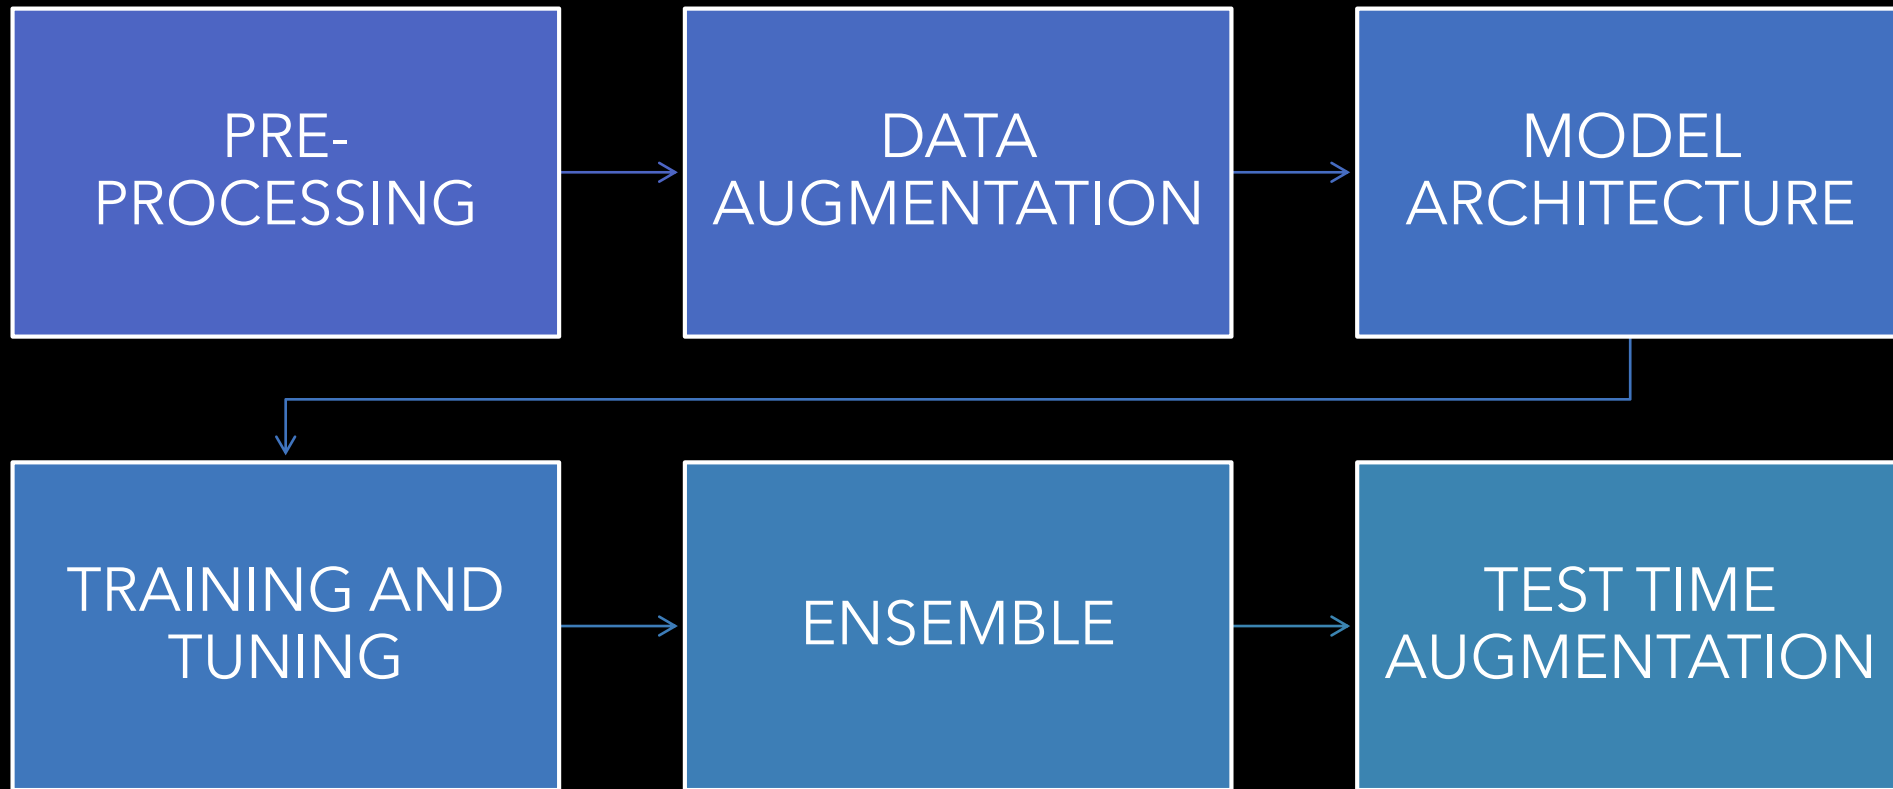 PRE-
PROCESSING
DATA
AUGMENTATION
MODEL
ARCHITECTURE
TRAINING AND
TUNING
ENSEMBLE
TEST TIME
AUGMENTATION